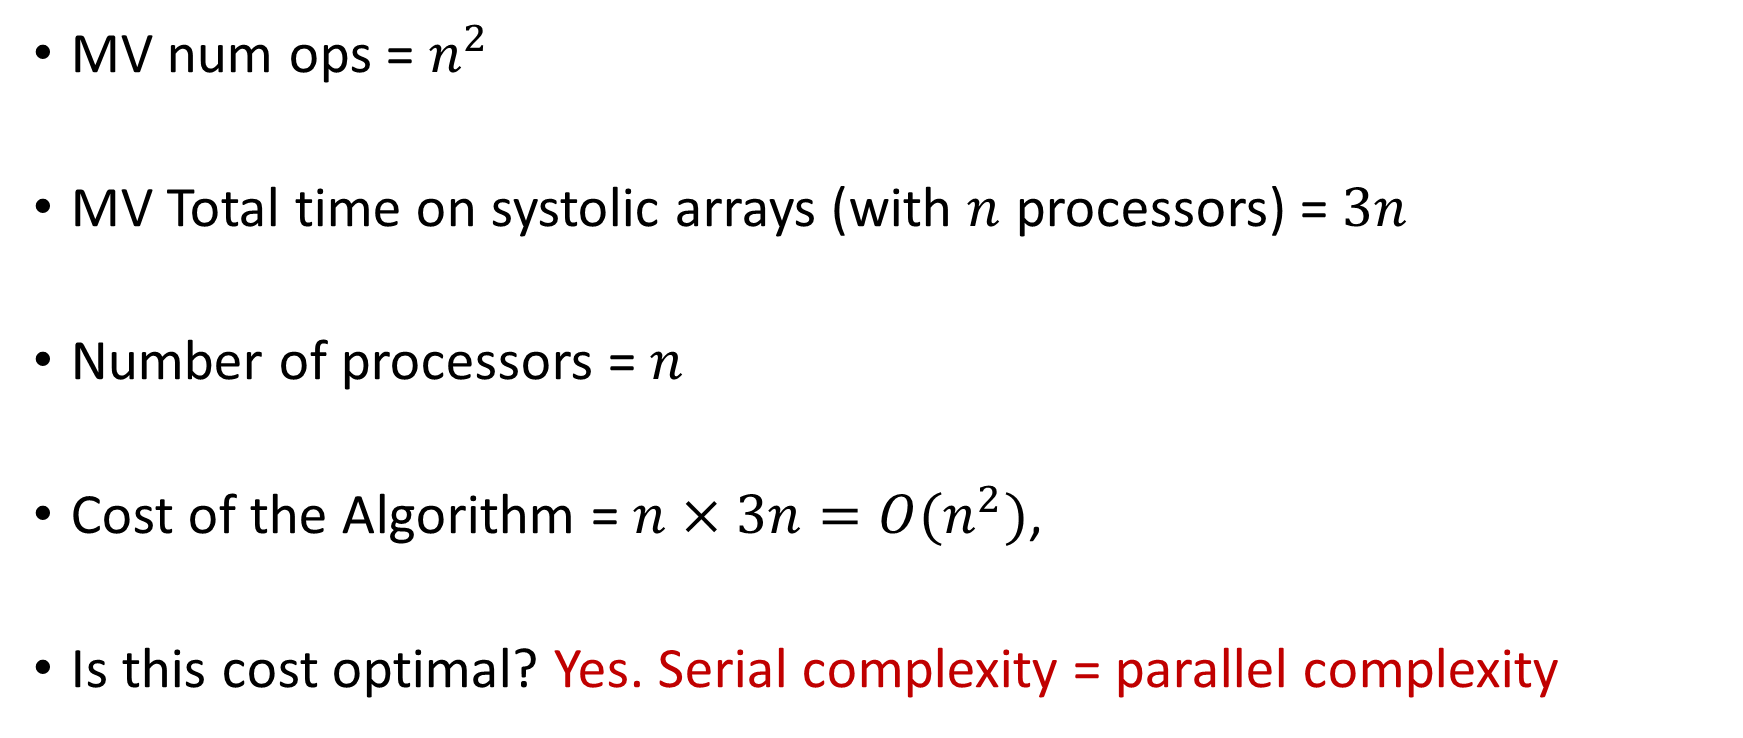 • MV num ops = 𝑛²
• MV Total time on systolic arrays (with 𝑛 processors) = 3𝑛
• Number of processors = 𝑛
• Cost of the Algorithm = 𝑛 × 3𝑛 = 𝑂(𝑛²),
• Is this cost optimal? Yes. Serial complexity = parallel complexity